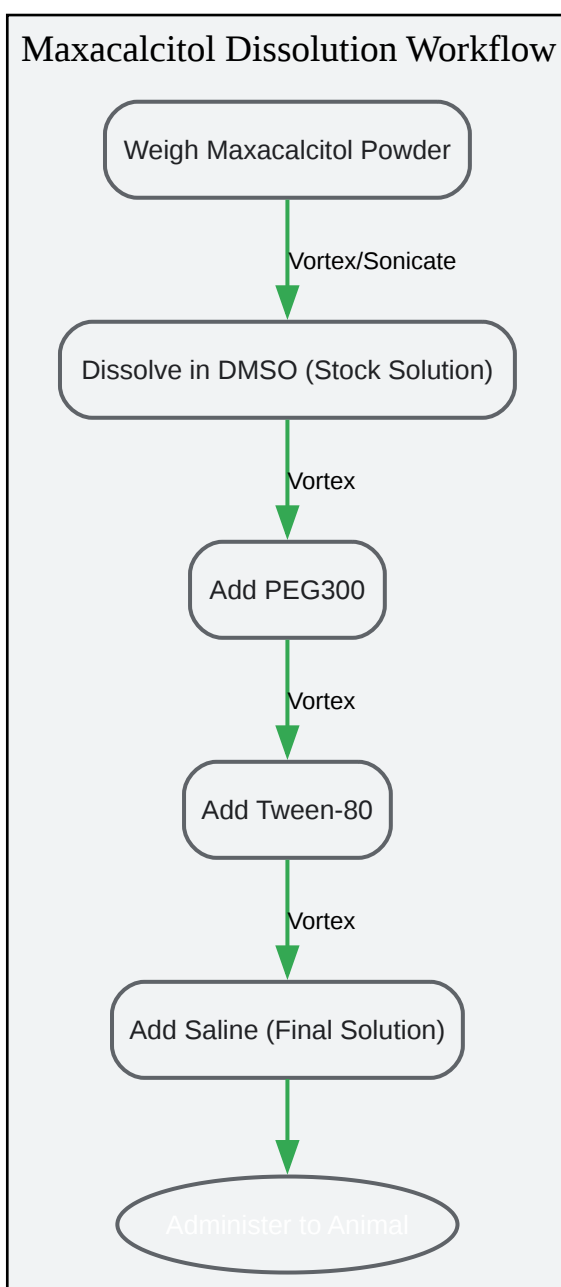 Maxacalcitol Dissolution Workflow
Weigh Maxacalcitol Powder
Vortex/Sonicate
Dissolve in DMSO (Stock Solution)
Vortex
Add PEG300
Vortex
Add Tween-80
Vortex
Add Saline (Final Solution)
Administer to Animal